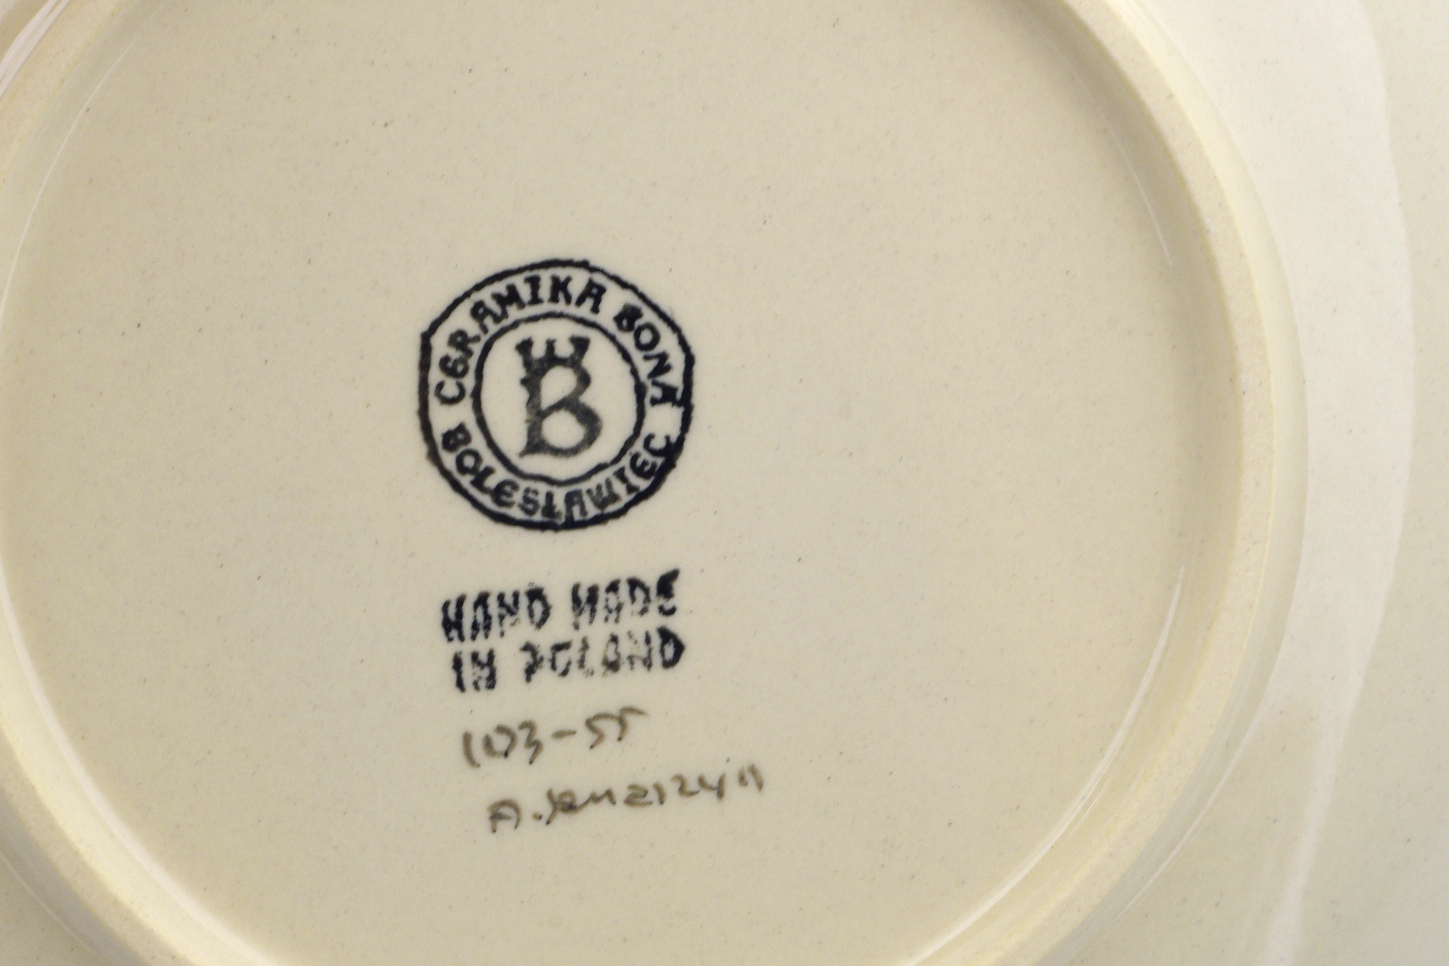 CERAMIKA BONA
B
BOLESŁAWIEC
HAND MADE
IN POLAND
103-55
A.